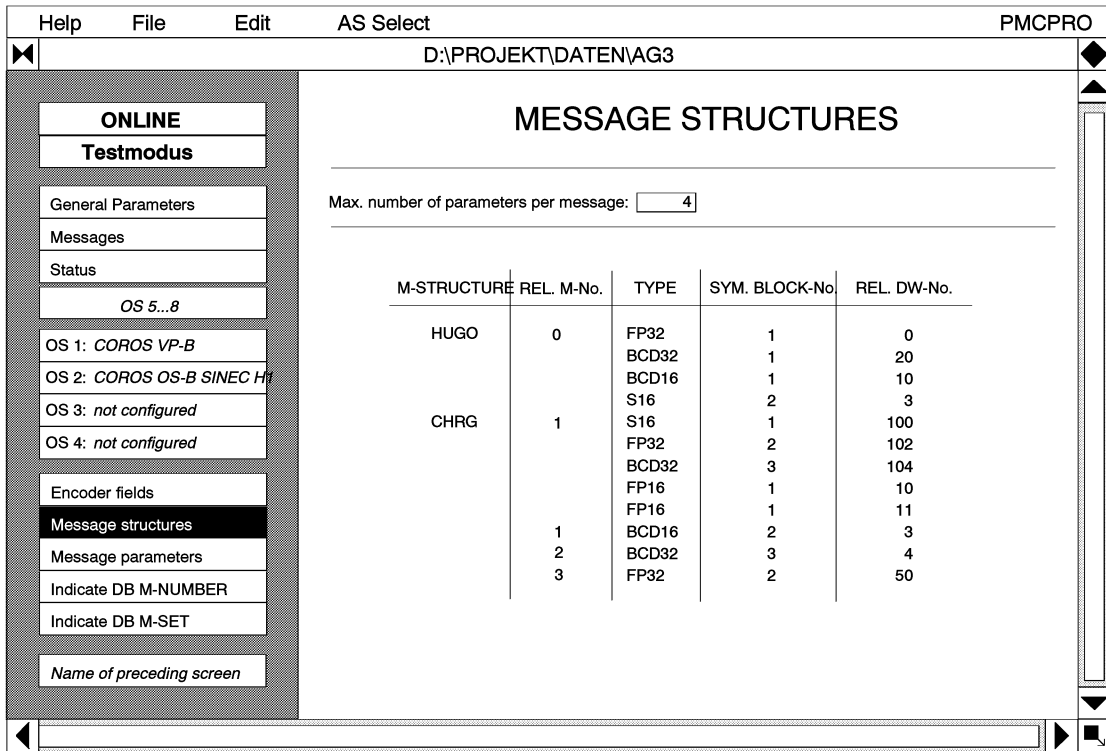 Help File Edit AS Select PMCPRO
D:\PROJEKT\DATEN\AG3
ONLINE
Testmodus
General Parameters
Messages
Status
OS 5...8
OS 1: COROS VP-B
OS 2: COROS OS-B SINEC H1
OS 3: not configured
OS 4: not configured
Encoder fields
Message structures
Message parameters
Indicate DB M-NUMBER
Indicate DB M-SET
Name of preceding screen
MESSAGE STRUCTURES
Max. number of parameters per message: 4
M-STRUCTURE REL. M-No. TYPE SYM. BLOCK-No. REL. DW-No.
HUGO 0 FP32 1 0
BCD32 1 20
BCD16 1 10
S16 2 3
CHRG 1 S16 1 100
FP32 2 102
BCD32 3 104
FP16 1 10
FP16 1 11
1 BCD16 2 3
2 BCD32 3 4
3 FP32 2 50